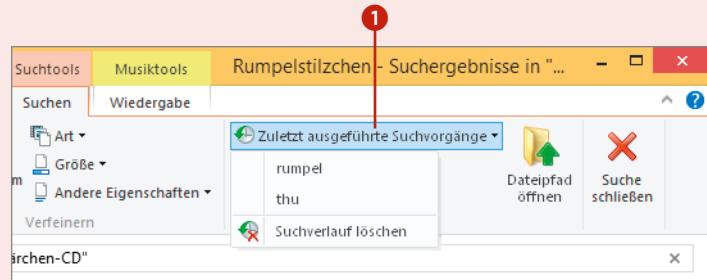 1
Suchtools Musiktools Rumpelstilzchen - Suchergebnisse in "...
Suchen Wiedergabe
Art
Größe
m
Andere Eigenschaften
Verfeinern
Zuletzt ausgeführte Suchvorgänge
rumpel
thu
Suchverlauf löschen
Dateipfad
öffnen
Suche
schließen
ärchen-CD"